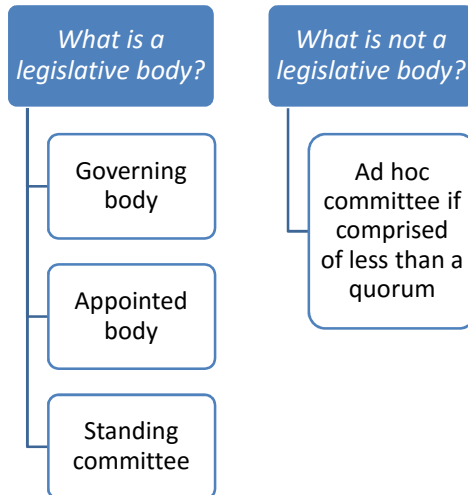 What is a
legislative body?
Governing
body
Appointed
body
Standing
committee
What is not a
legislative body?
Ad hoc
committee if
comprised
of less than a
quorum